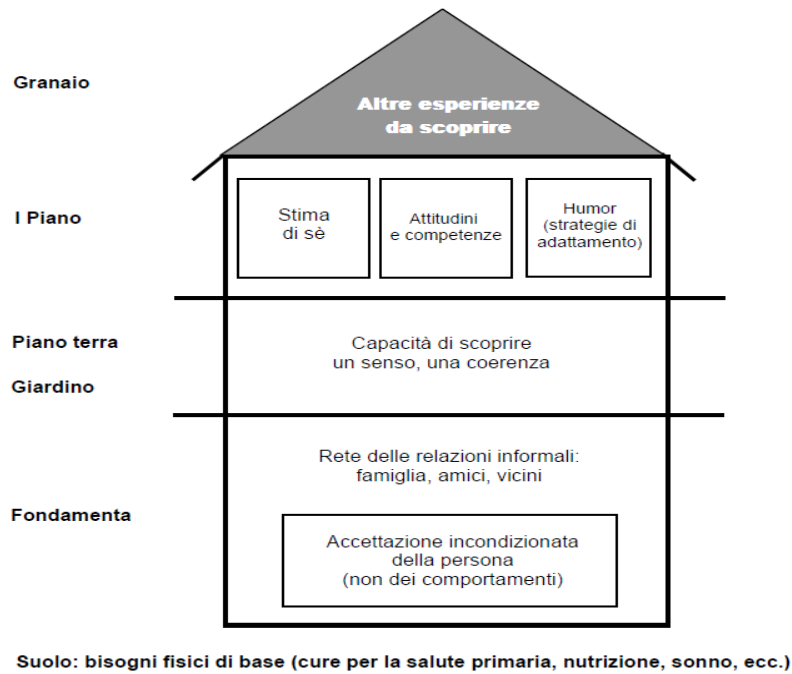 Granaio
Altre esperienze
da scoprire
I Piano
Stima
di sè
Attitudini
e competenze
Humor
(strategie di
adattamento)
Piano terra
Capacità di scoprire
un senso, una coerenza
Giardino
Rete delle relazioni informali:
famiglia, amici, vicini
Fondamenta
Accettazione incondizionata
della persona
(non dei comportamenti)
Suolo: bisogni fisici di base (cure per la salute primaria, nutrizione, sonno, ecc.)